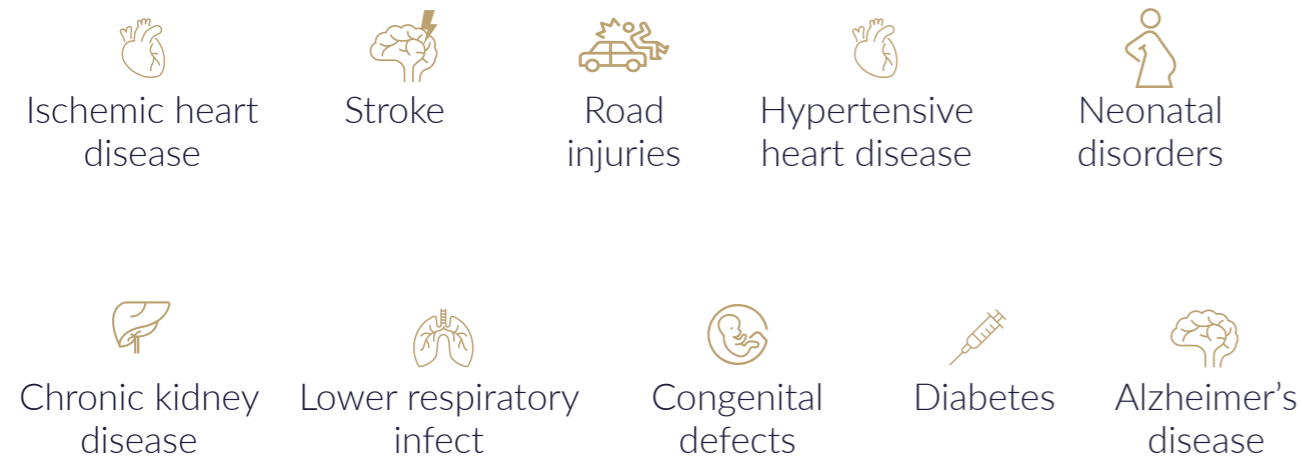 Ischemic heart
disease
Stroke
Road
injuries
Hypertensive
heart disease
Neonatal
disorders
Chronic kidney
disease
Lower respiratory
infect
Congenital
defects
Diabetes
Alzheimer’s
disease